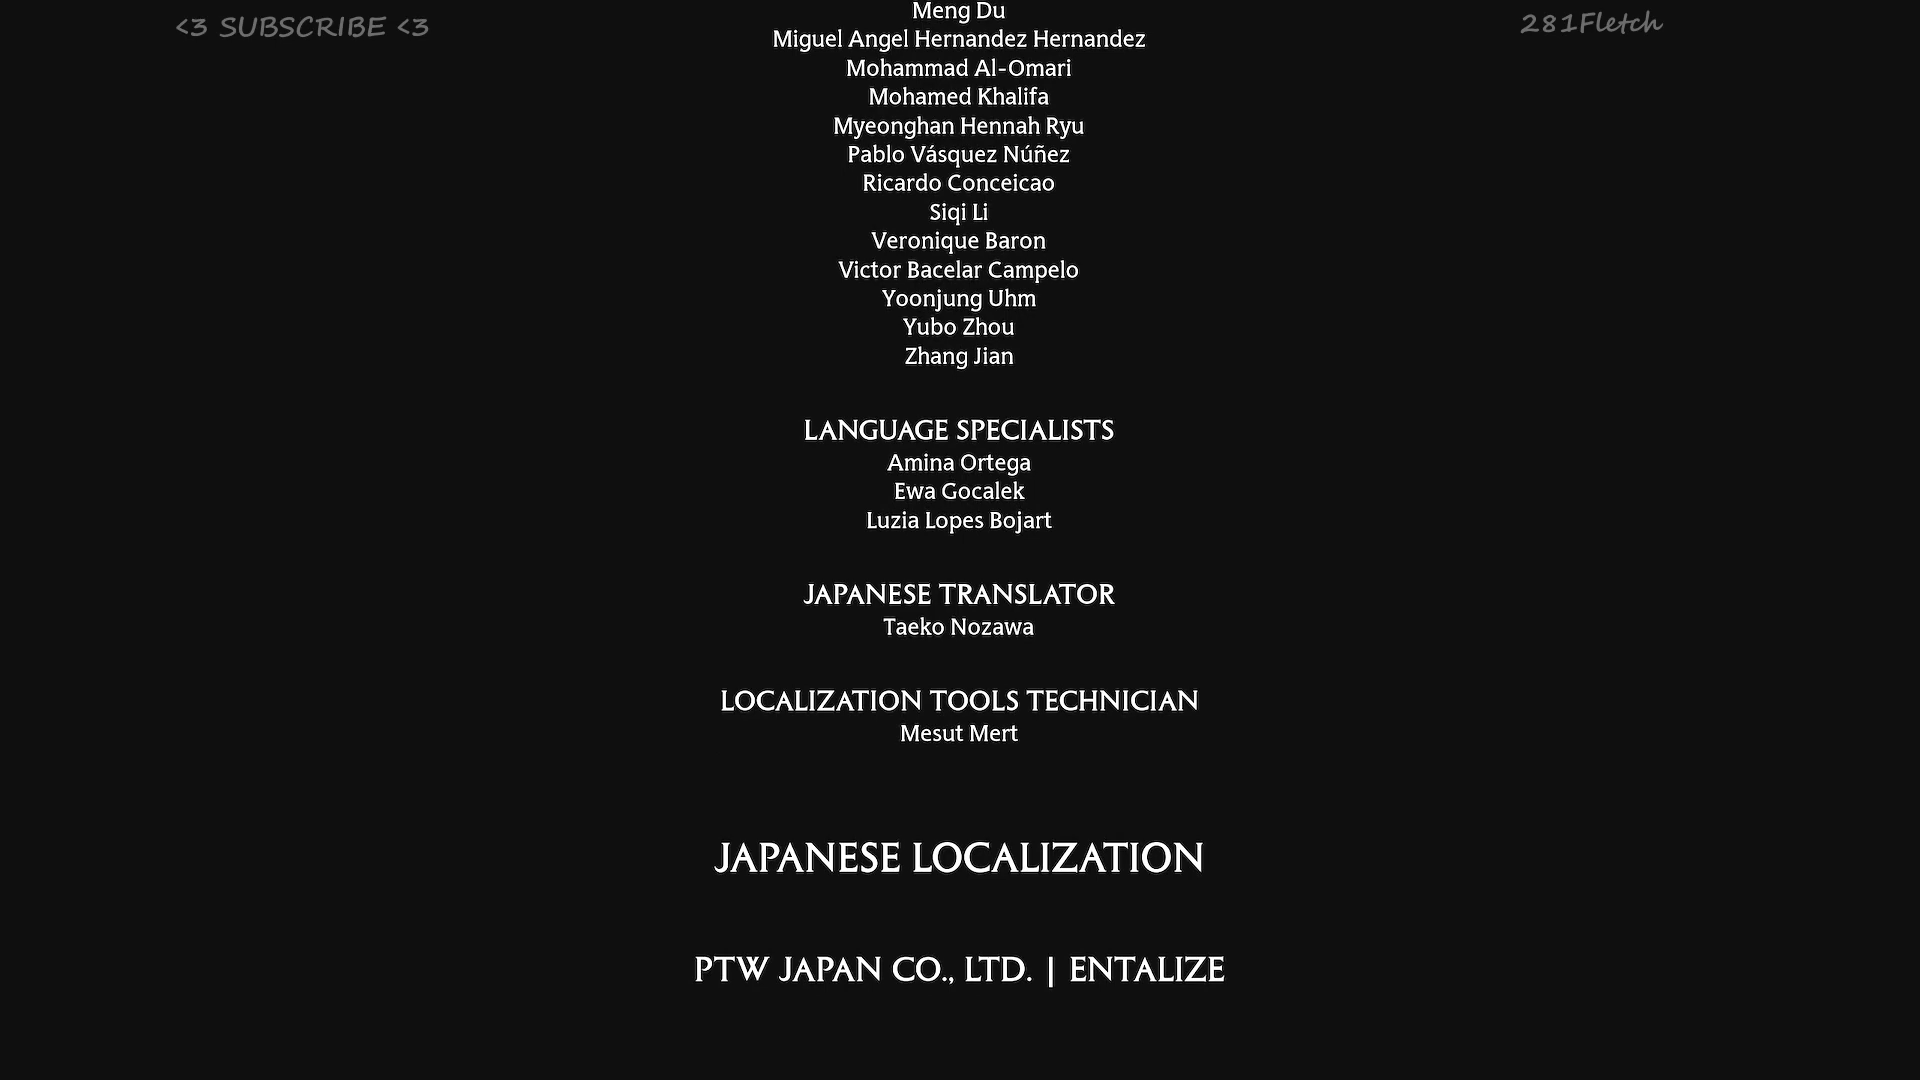 <3 SUBSCRIBE <3
281Fletch
Meng Du
Miguel Angel Hernandez Hernandez
Mohammad Al-Omari
Mohamed Khalifa
Myeonghan Hennah Ryu
Pablo Vásquez Núñez
Ricardo Conceicao
Siqi Li
Veronique Baron
Victor Bacelar Campelo
Yoonjung Uhm
Yubo Zhou
Zhang Jian
LANGUAGE SPECIALISTS
Amina Ortega
Ewa Gocalek
Luzia Lopes Bojart
JAPANESE TRANSLATOR
Taeko Nozawa
LOCALIZATION TOOLS TECHNICIAN
Mesut Mert
JAPANESE LOCALIZATION
PTW JAPAN CO., LTD. | ENTALIZE